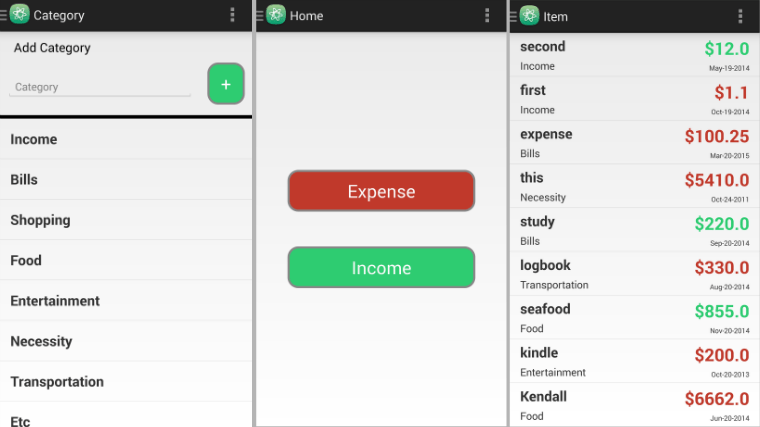 Category
Add Category
Category
+
Income
Bills
Shopping
Food
Entertainment
Necessity
Transportation
Etc
Home
Expense
Income
Item
second $12.0
Income May-19-2014
first $1.1
Income Oct-19-2014
expense $100.25
Bills Mar-20-2015
this $5410.0
Necessity Oct-24-2011
study $220.0
Bills Sep-20-2014
logbook $330.0
Transportation Aug-20-2014
seafood $855.0
Food Nov-20-2014
kindle $200.0
Entertainment Oct-20-2013
Kendall $6662.0
Food Jun-20-2014